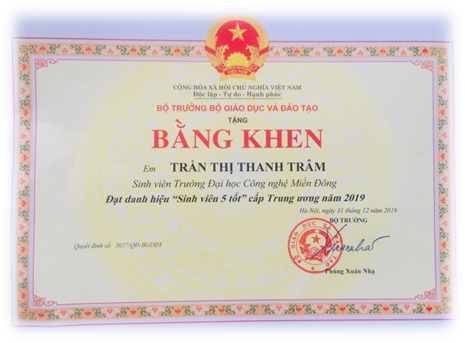 CỘNG HÒA XÃ HỘI CHỦ NGHĨA VIỆT NAM
Độc lập - Tự do - Hạnh phúc
BỘ TRƯỞNG BỘ GIÁO DỤC VÀ ĐÀO TẠO
TẶNG
BẰNG KHEN
Em TRẦN THỊ THANH TRÂM
Sinh viên Trường Đại học Công nghệ Miền Đông
Đạt danh hiệu “Sinh viên 5 tốt” cấp Trung ương năm 2019
Hà Nội, ngày 31 tháng 12 năm 2019
BỘ TRƯỞNG
Quyết định số: 5027/QĐ-BGDĐT
Phùng Xuân Nhạ